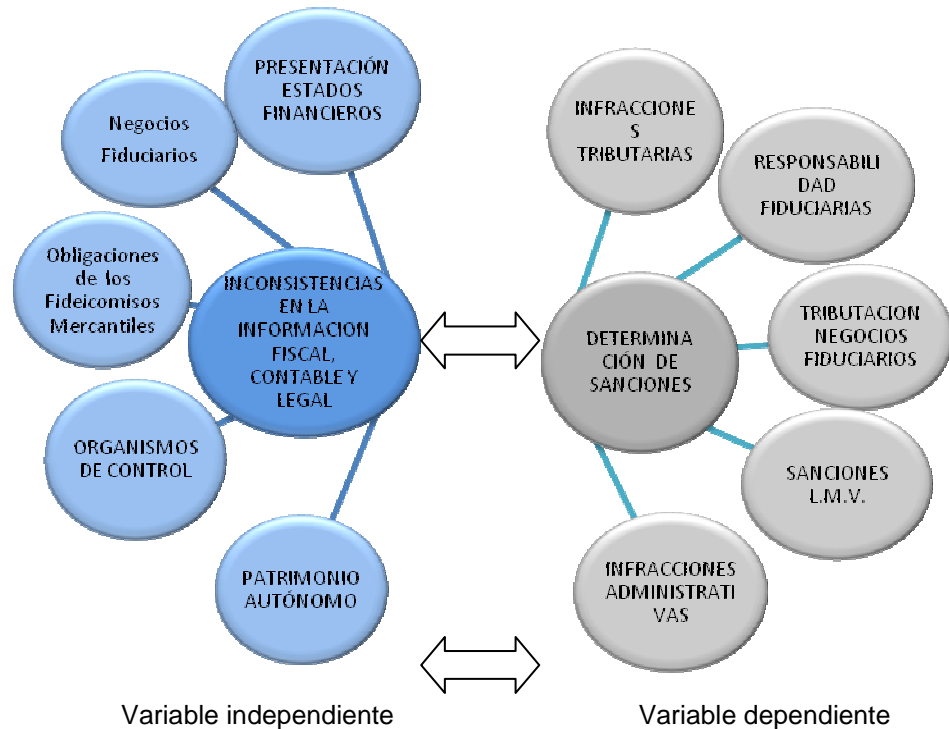 PRESENTACIÓN
ESTADOS
FINANCIEROS
Negocios
Fiduciarios
Obligaciones
de los
Fideicomisos
Mercantiles
INCONSISTENCIAS
EN LA
INFORMACION
FISCAL,
CONTABLE Y
LEGAL
ORGANISMOS
DE CONTROL
PATRIMONIO
AUTÓNOMO
INFRACCIONE
S
TRIBUTARIAS
RESPONSABILI
DAD
FIDUCIARIAS
TRIBUTACION
NEGOCIOS
FIDUCIARIOS
DETERMINA
CIÓN DE
SANCIONES
SANCIONES
L.M.V.
INFRACCIONES
ADMINISTRATI
VAS
Variable independiente
Variable dependiente